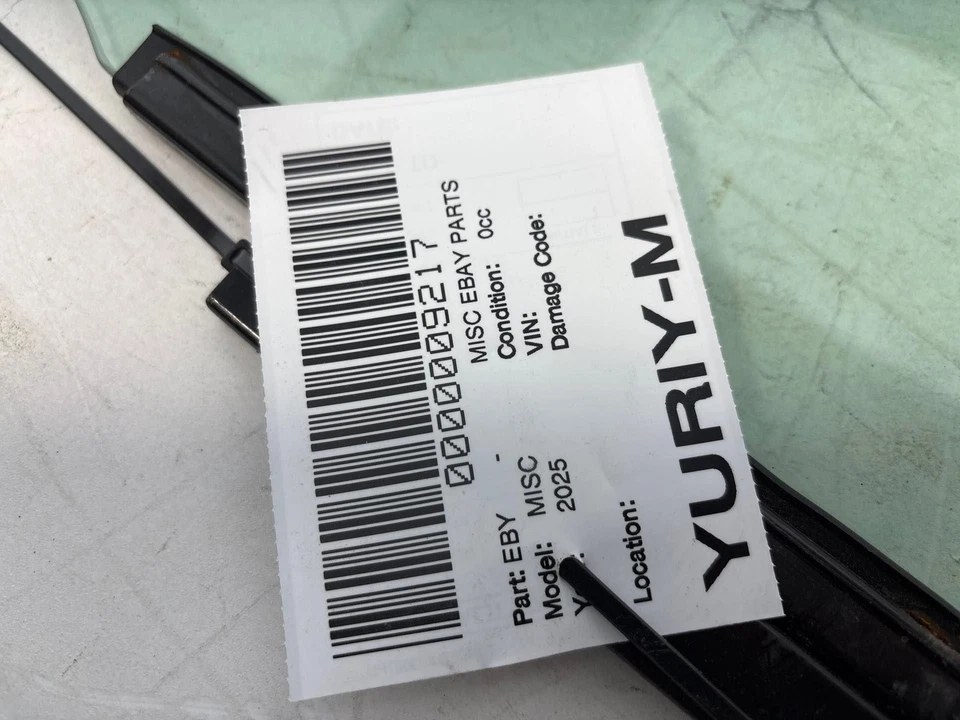 0000009217
MISC EBAY PARTS
Part: EBY - Condition: 0cc
Model: MISC VIN:
2025 Damage Code:
Location:
YURIY-M